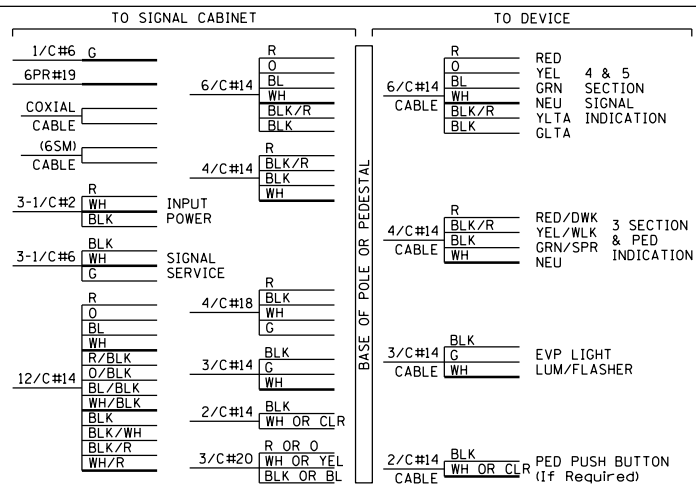 TO SIGNAL CABINET
1/C#6 G
6PR#19
COXIAL
CABLE
(6SM)
CABLE
3-1/C#2
R
WH
BLK
INPUT
POWER
3-1/C#6
BLK
WH
G
SIGNAL
SERVICE
12/C#14
R
O
BL
WH
R/BLK
O/BLK
BL/BLK
WH/BLK
BLK
BLK/WH
BLK/R
WH/R
6/C#14
R
O
BL
WH
BLK/R
BLK
4/C#14
R
BLK/R
BLK
WH
4/C#18
R
BLK
WH
G
3/C#14
BLK
G
WH
2/C#14
BLK
WH OR CLR
3/C#20
R OR O
WH OR YEL
BLK OR BL
BASE OF POLE OR PEDESTAL
TO DEVICE
6/C#14
CABLE
R
O
BL
WH
BLK/R
BLK
RED
YEL
GRN
NEU
YLTA
GLTA
4 & 5
SECTION
SIGNAL
INDICATION
4/C#14
CABLE
R
BLK/R
BLK
WH
RED/DWK
YEL/WLK
GRN/SPR
NEU
3 SECTION
& PED
INDICATION
3/C#14
CABLE
BLK
G
WH
EVP LIGHT
LUM/FLASHER
2/C#14
CABLE
BLK
WH OR CLR
PED PUSH BUTTON
(If Required)